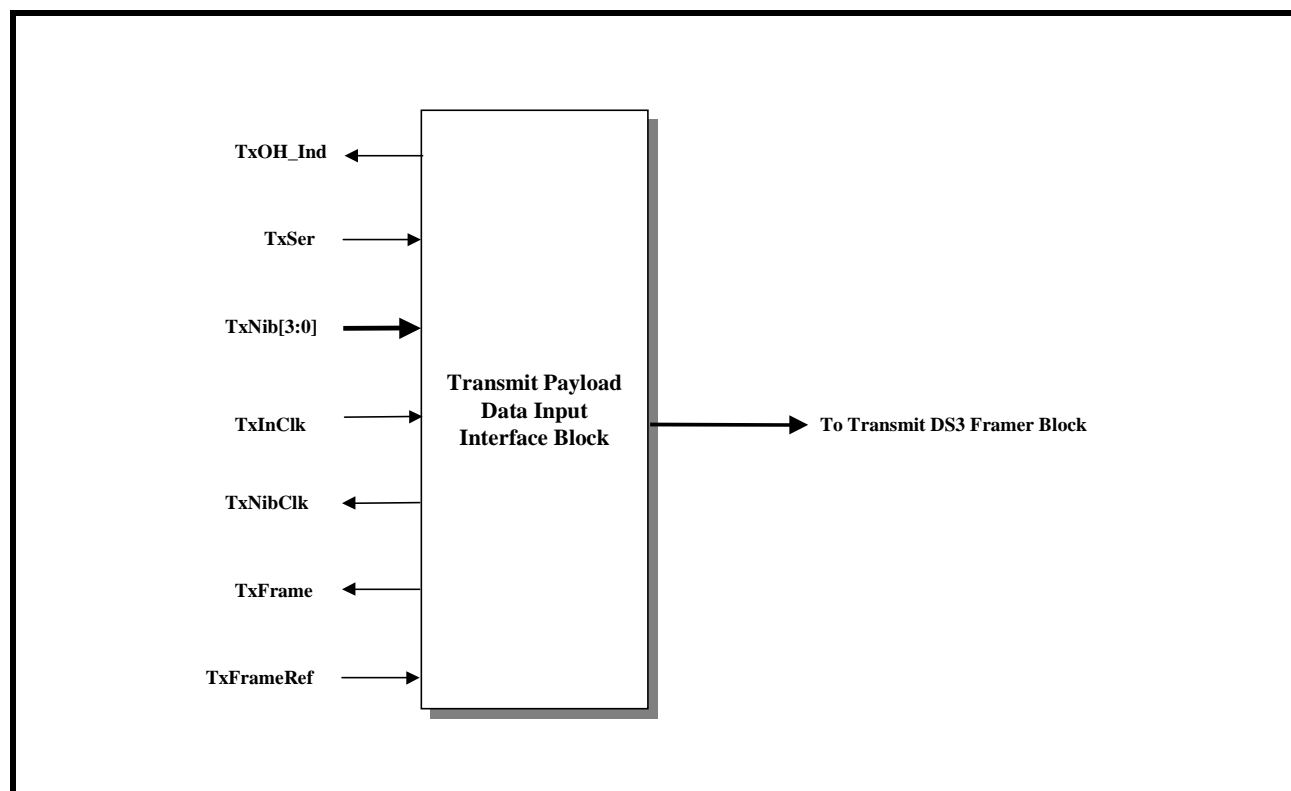 TxOH_Ind
TxSer
TxNib[3:0]
TxInClk
TxNibClk
TxFrame
TxFrameRef
Transmit Payload
Data Input
Interface Block
To Transmit DS3 Framer Block